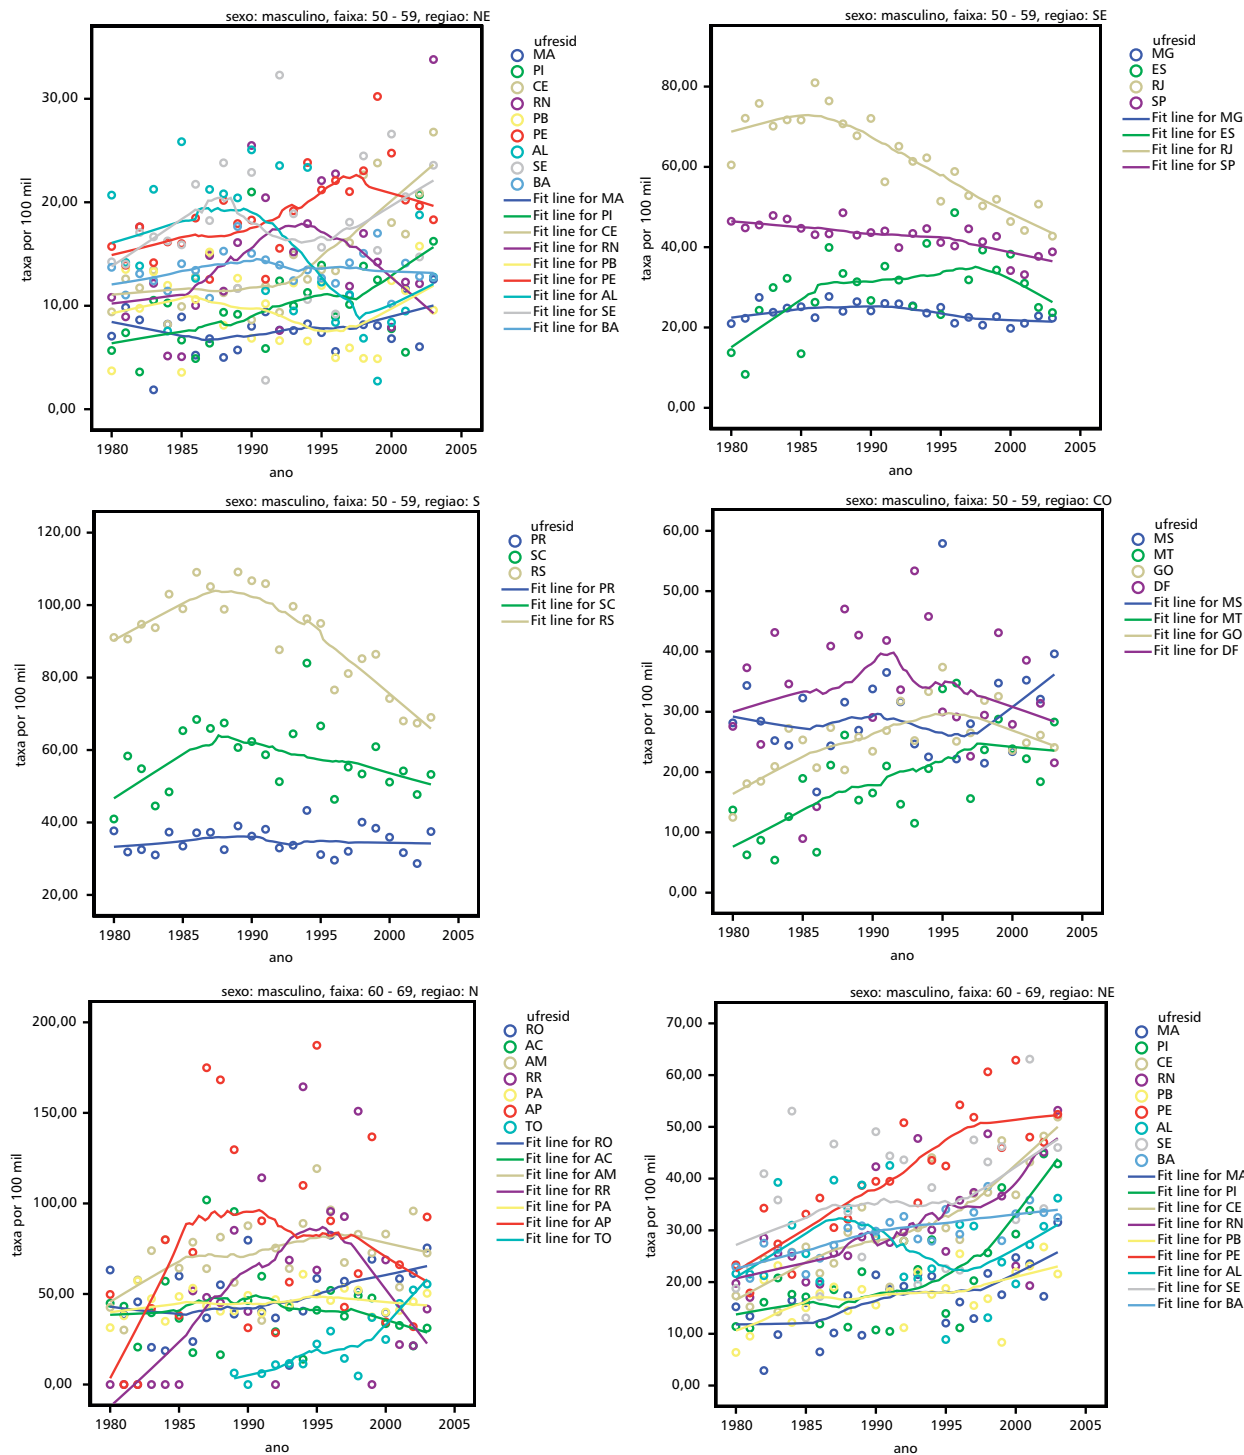 sexo: masculino, faixa: 50 - 59, regiao: NE
taxa por 100 mil
30,00
20,00
10,00
0,00
1980
1985
1990
1995
2000
2005
ano
ufresid
MA
PI
CE
RN
PB
PE
AL
SE
BA
Fit line for MA
Fit line for PI
Fit line for CE
Fit line for RN
Fit line for PB
Fit line for PE
Fit line for AL
Fit line for SE
Fit line for BA
sexo: masculino, faixa: 50 - 59, regiao: SE
taxa por 100 mil
80,00
60,00
40,00
20,00
0,00
1980
1985
1990
1995
2000
2005
ano
ufresid
MG
ES
RJ
SP
Fit line for MG
Fit line for ES
Fit line for RJ
Fit line for SP
sexo: masculino, faixa: 50 - 59, regiao: S
taxa por 100 mil
120,00
100,00
80,00
60,00
40,00
20,00
1980
1985
1990
1995
2000
2005
ano
ufresid
PR
SC
RS
Fit line for PR
Fit line for SC
Fit line for RS
sexo: masculino, faixa: 50 - 59, regiao: CO
taxa por 100 mil
60,00
50,00
40,00
30,00
20,00
10,00
0,00
1980
1985
1990
1995
2000
2005
ano
ufresid
MS
MT
GO
DF
Fit line for MS
Fit line for MT
Fit line for GO
Fit line for DF
sexo: masculino, faixa: 60 - 69, regiao: N
taxa por 100 mil
200,00
150,00
100,00
50,00
0,00
1980
1985
1990
1995
2000
2005
ano
ufresid
RO
AC
AM
RR
PA
AP
TO
Fit line for RO
Fit line for AC
Fit line for AM
Fit line for RR
Fit line for PA
Fit line for AP
Fit line for TO
sexo: masculino, faixa: 60 - 69, regiao: NE
taxa por 100 mil
70,00
60,00
50,00
40,00
30,00
20,00
10,00
0,00
1980
1985
1990
1995
2000
2005
ano
ufresid
MA
PI
CE
RN
PB
PE
AL
SE
BA
Fit line for MA
Fit line for PI
Fit line for CE
Fit line for RN
Fit line for PB
Fit line for PE
Fit line for AL
Fit line for SE
Fit line for BA